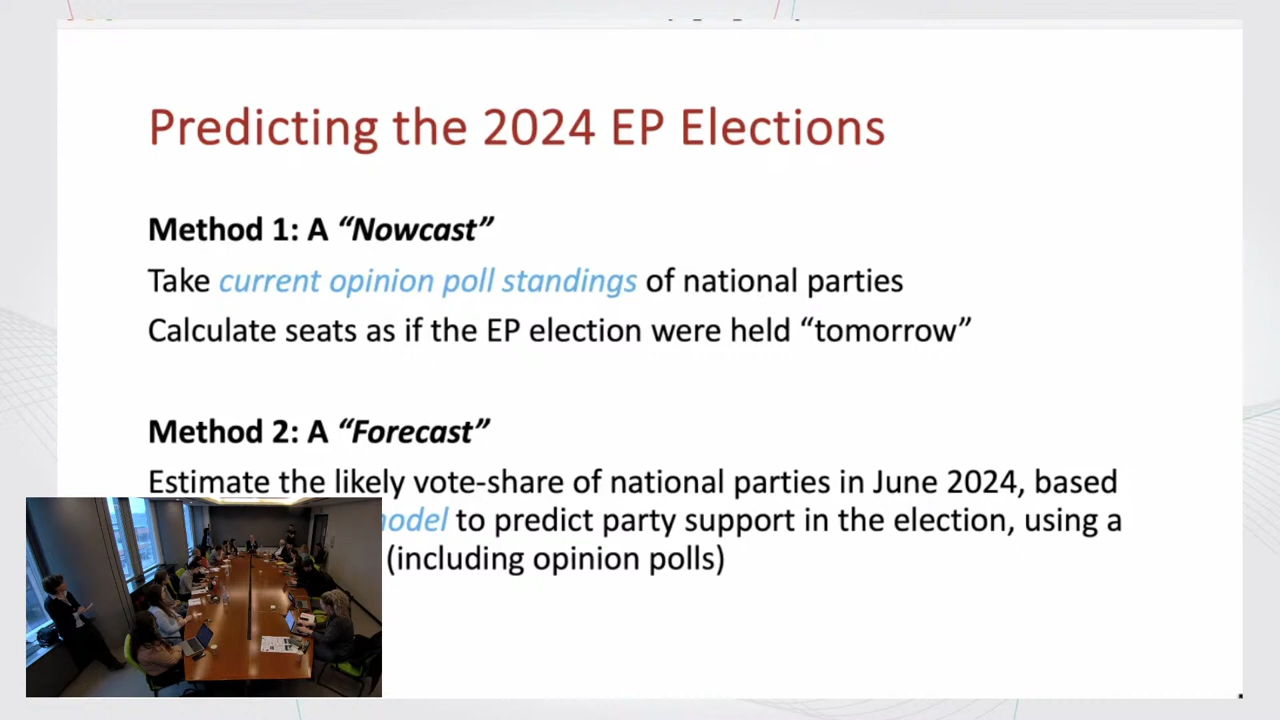 Predicting the 2024 EP Elections
Method 1: A “Nowcast”
Take current opinion poll standings of national parties
Calculate seats as if the EP election were held “tomorrow”
Method 2: A “Forecast”
Estimate the likely vote-share of national parties in June 2024, based
to predict party support in the election, using a
(including opinion polls)